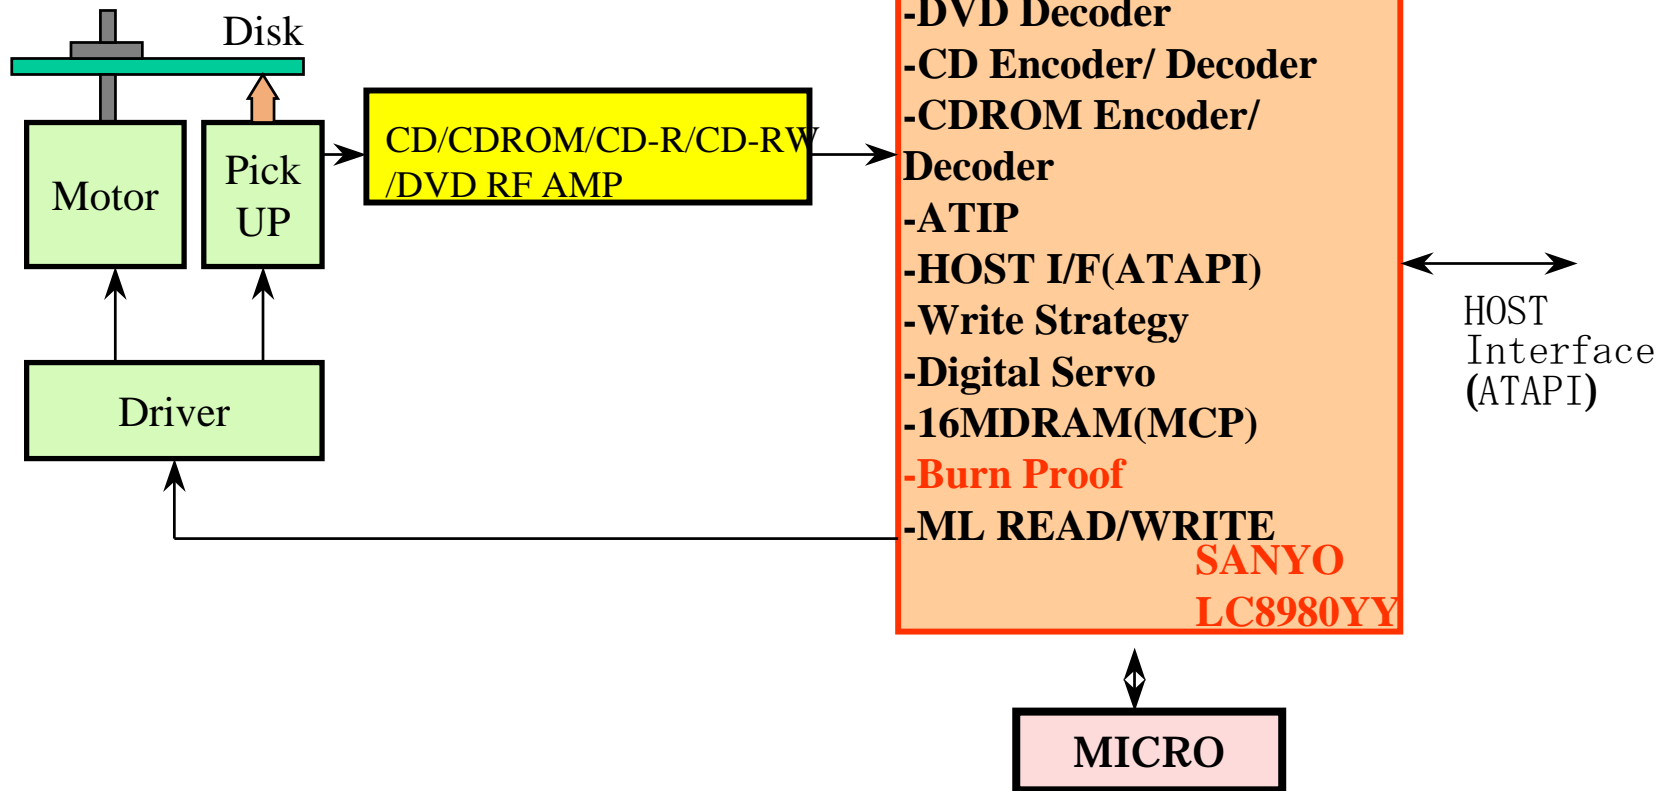 Disk
Motor
Pick
UP
CD/CDROM/CD-R/CD-RW
/DVD RF AMP
Driver
-DVD Decoder
-CD Encoder/ Decoder
-CDROM Encoder/
Decoder
-ATIP
-HOST I/F(ATAPI)
-Write Strategy
-Digital Servo
-16MDRAM(MCP)
-Burn Proof
-ML READ/WRITE
SANYO
LC8980YY
HOST
Interface
(ATAPI)
MICRO